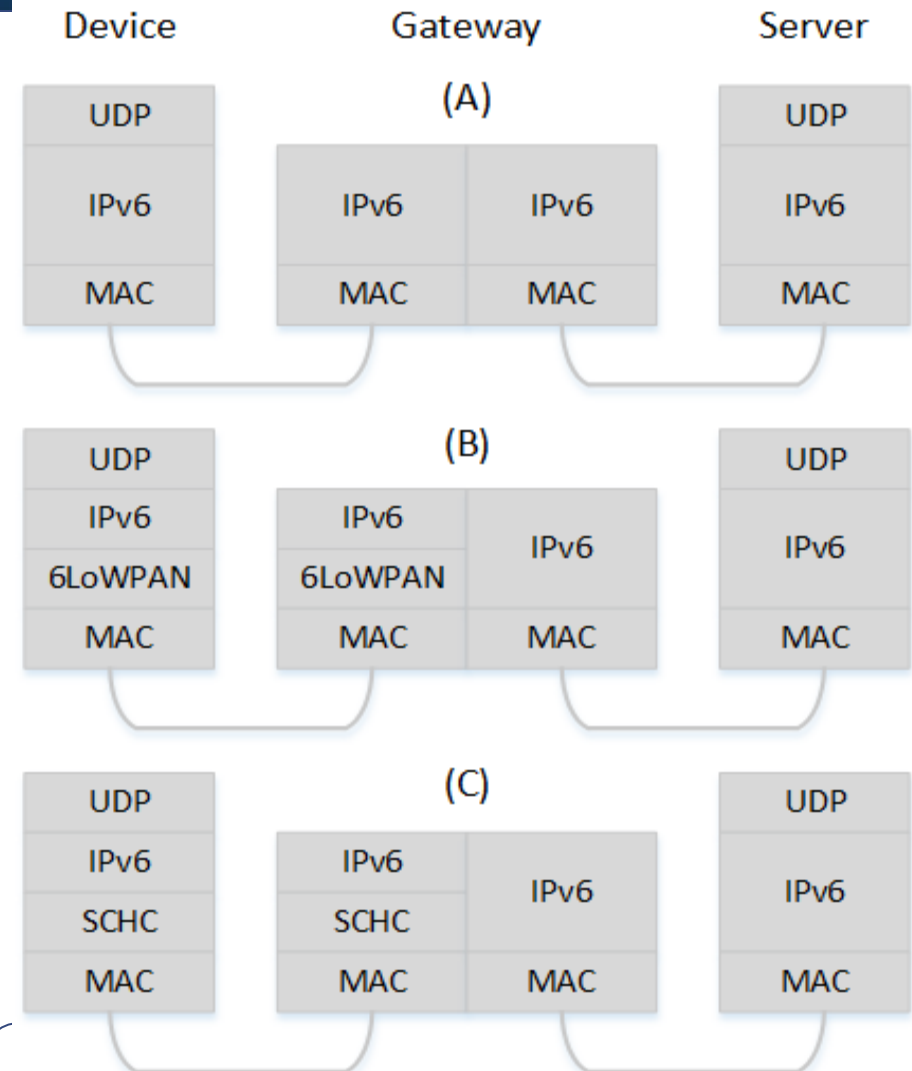 Device Gateway Server
(A)
UDP UDP
IPv6 IPv6 IPv6 IPv6
MAC MAC MAC MAC
(B)
UDP UDP
IPv6 IPv6
IPv6 IPv6
6LoWPAN 6LoWPAN
MAC MAC MAC MAC
(C)
UDP UDP
IPv6 IPv6
IPv6 IPv6
SCHC SCHC
MAC MAC MAC MAC